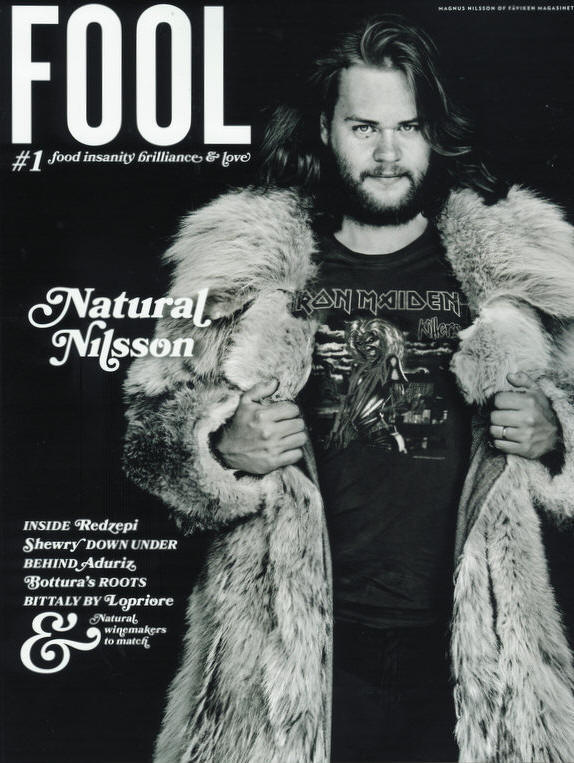 MAGNUS NILSSON OF FÄVIKEN MAGASINET
FOOL
#1 food insanity brilliance & love
Natural
Nilsson
IRON MAIDEN
Killers
INSIDE Redzepi
Shewry DOWN UNDER
BEHIND Aduriz
Bottura's ROOTS
BITTALY BY Lopriore
& Natural
winemakers
to match